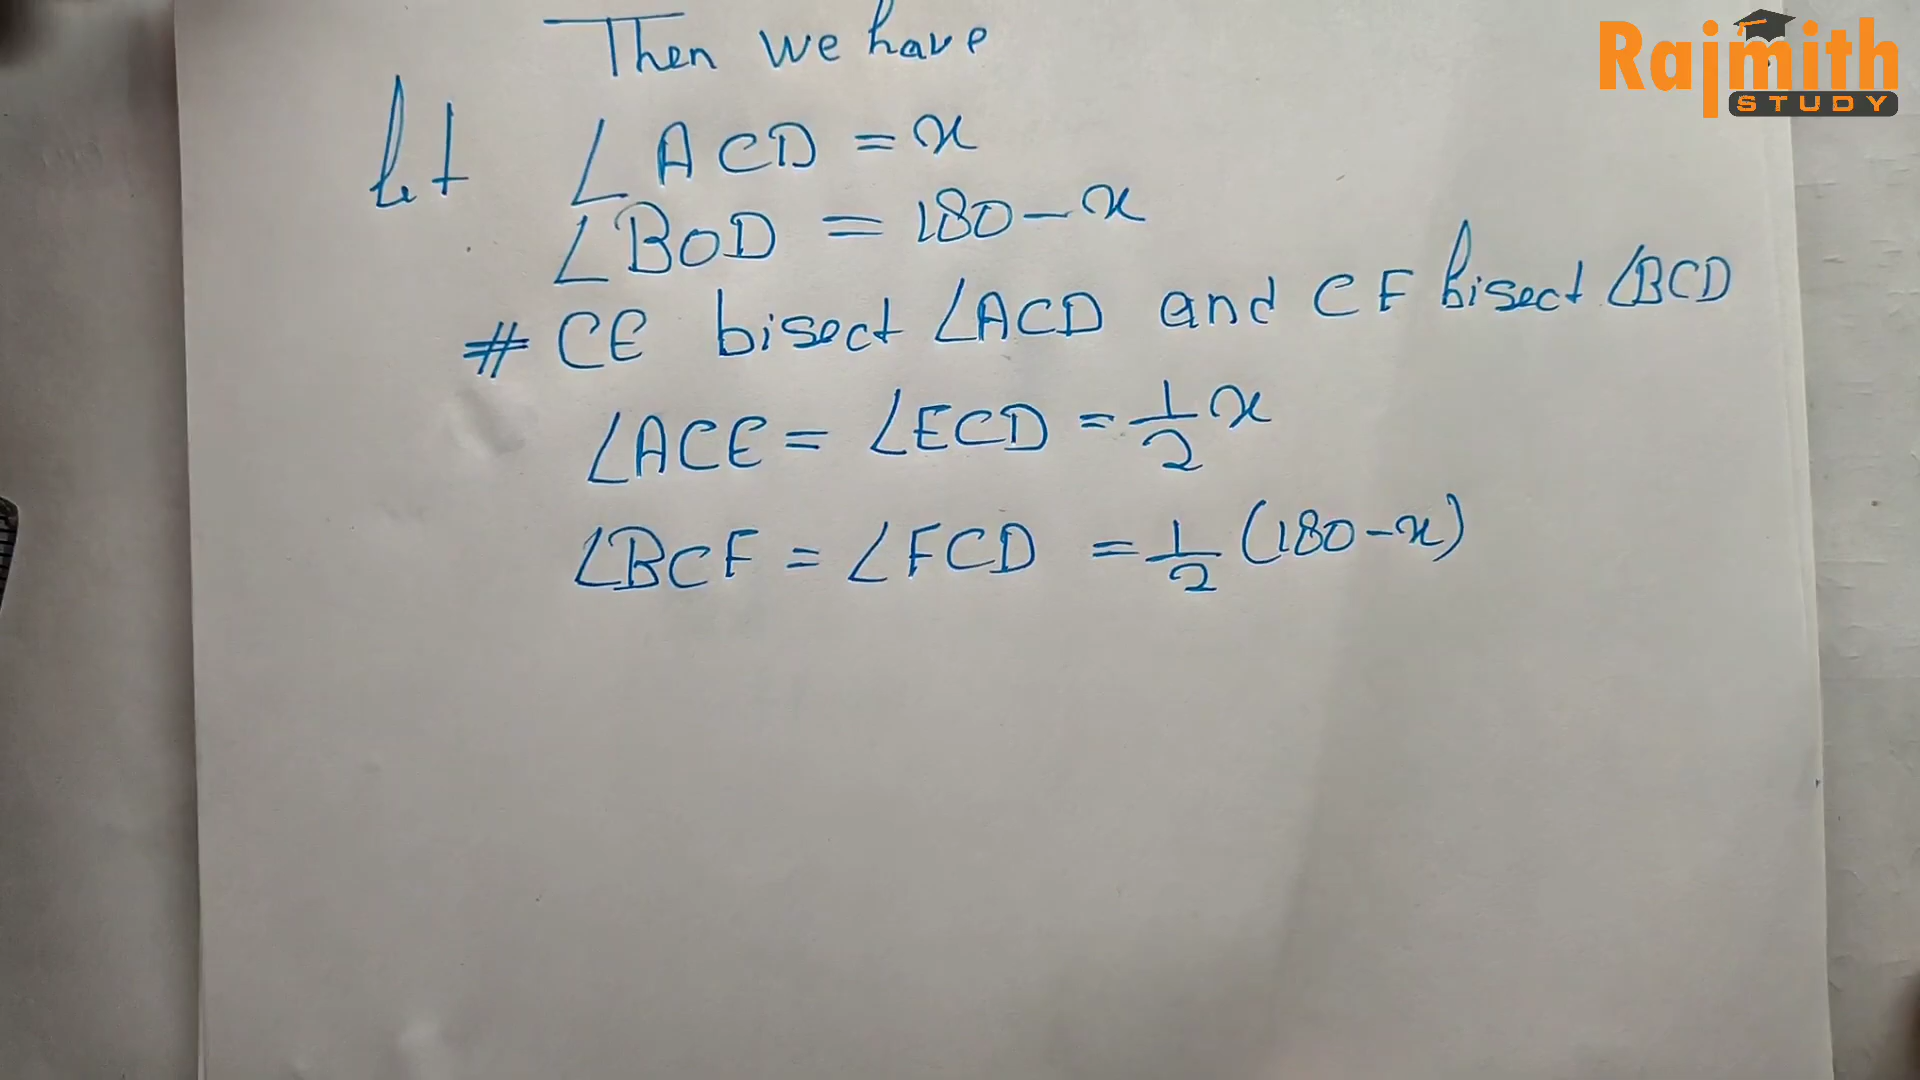 Then we have
Rajmith
STUDY
let ∠ACD = x
∠BOD = 180 - x
# CE bisect ∠ACD and CF bisect ∠BCD
∠ACE = ∠ECD = 1/2 x
∠BCF = ∠FCD = 1/2 (180 - x)